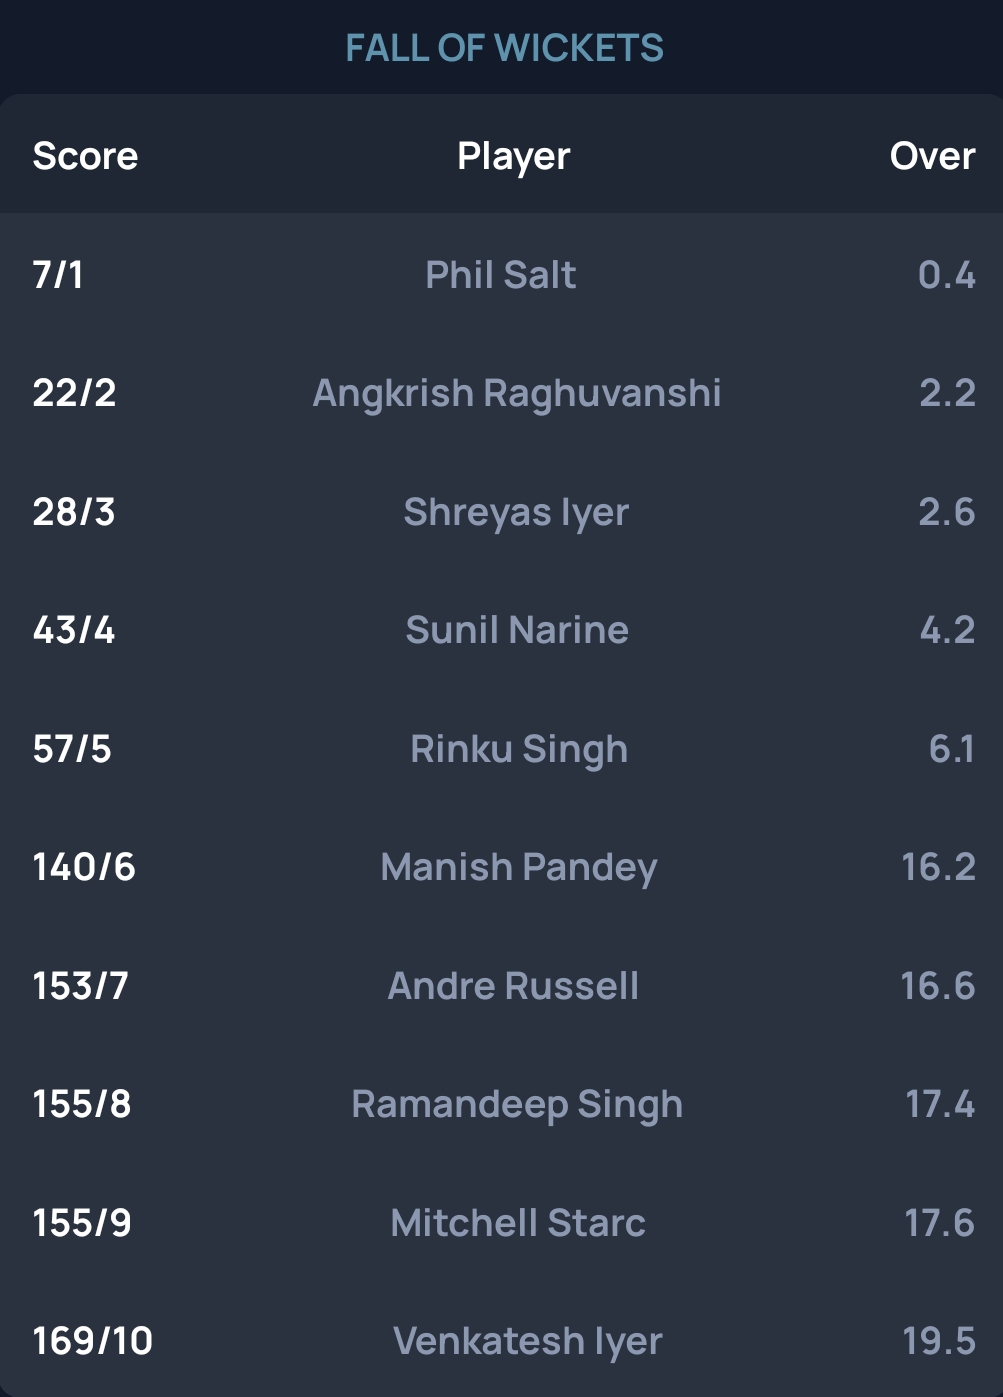 FALL OF WICKETS
Score Player Over
7/1 Phil Salt 0.4
22/2 Angkrish Raghuvanshi 2.2
28/3 Shreyas Iyer 2.6
43/4 Sunil Narine 4.2
57/5 Rinku Singh 6.1
140/6 Manish Pandey 16.2
153/7 Andre Russell 16.6
155/8 Ramandeep Singh 17.4
155/9 Mitchell Starc 17.6
169/10 Venkatesh Iyer 19.5